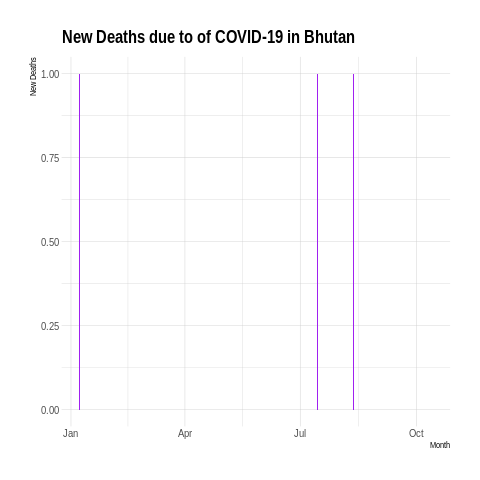 New Deaths due to of COVID-19 in Bhutan
New Deaths
1.00
0.75
0.50
0.25
0.00
Jan Apr Jul Oct
Month